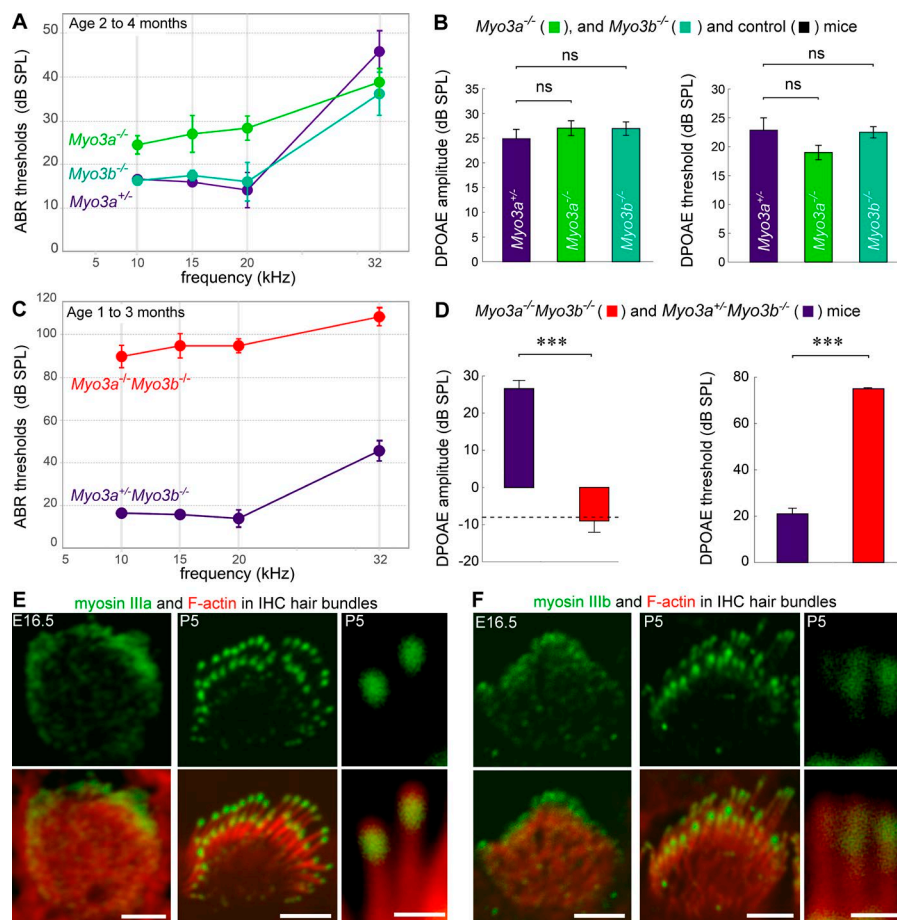 A
Age 2 to 4 months
ABR thresholds (dB SPL)
50
40
30
20
10
0
Myo3a-/-
Myo3b-/-
Myo3a+/-
5 10 15 20 32
frequency (kHz)
B
Myo3a-/- ( ), and Myo3b-/- ( ) and control ( ) mice
DPOAE amplitude (dB SPL)
35
30
25
20
15
10
5
0
ns
ns
Myo3a+/-
Myo3a-/-
Myo3b-/-
DPOAE threshold (dB SPL)
35
30
25
20
15
10
5
0
ns
ns
Myo3a+/-
Myo3a-/-
Myo3b-/-
C
Age 1 to 3 months
ABR thresholds (dB SPL)
120
100
80
60
40
20
0
Myo3a-/-Myo3b-/-
Myo3a+/-Myo3b-/-
5 10 15 20 32
frequency (kHz)
D
Myo3a-/-Myo3b-/- ( ) and Myo3a+/-Myo3b-/- ( ) mice
DPOAE amplitude (dB SPL)
30
20
10
0
-10
-20
***
DPOAE threshold (dB SPL)
80
60
40
20
0
***
E
myosin IIIa and F-actin in IHC hair bundles
E16.5
P5
P5
F
myosin IIIb and F-actin in IHC hair bundles
E16.5
P5
P5